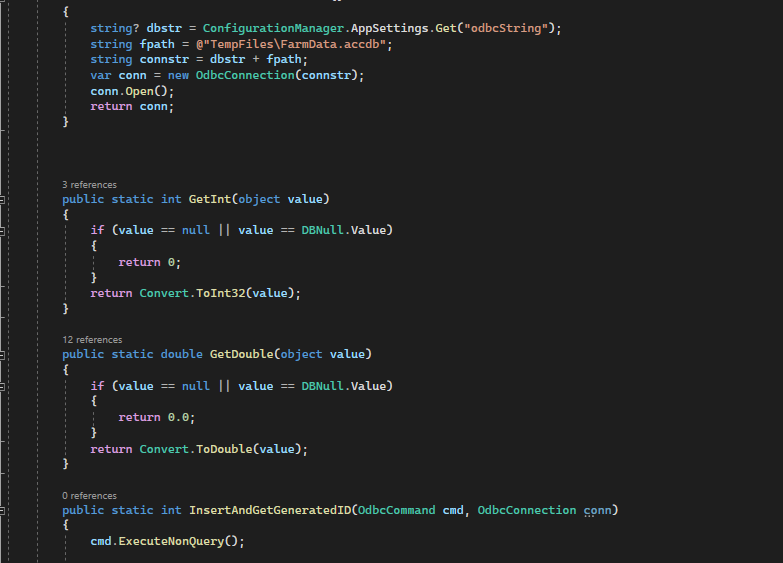 {
string? dbstr = ConfigurationManager.AppSettings.Get("odbcString");
string fpath = @"TempFiles\FarmData.accdb";
string connstr = dbstr + fpath;
var conn = new OdbcConnection(connstr);
conn.Open();
return conn;
}
3 references
public static int GetInt(object value)
{
if (value == null || value == DBNull.Value)
{
return 0;
}
return Convert.ToInt32(value);
}
12 references
public static double GetDouble(object value)
{
if (value == null || value == DBNull.Value)
{
return 0.0;
}
return Convert.ToDouble(value);
}
0 references
public static int InsertAndGetGeneratedID(OdbcCommand cmd, OdbcConnection conn)
{
cmd.ExecuteNonQuery();